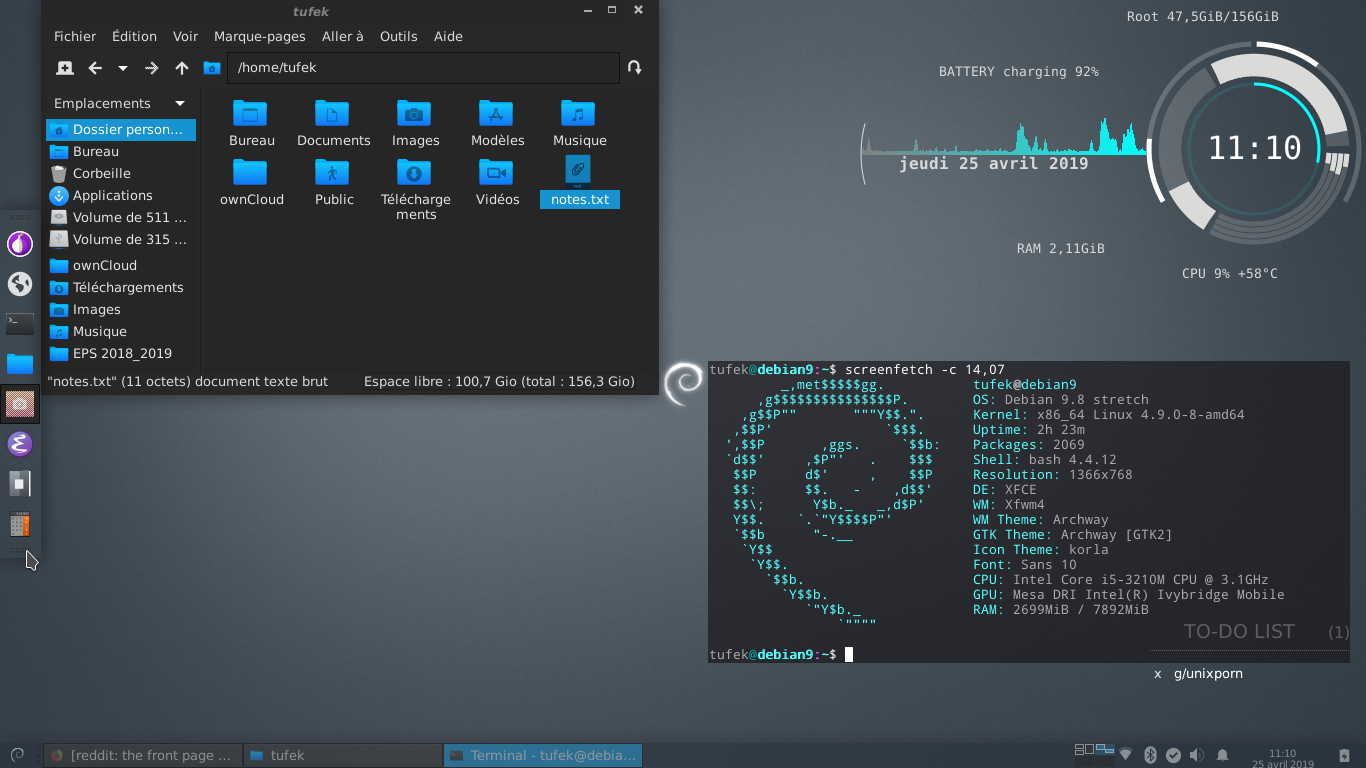 tufek
Fichier Édition Voir Marque-pages Aller à Outils Aide
/home/tufek
Emplacements
Dossier person...
Bureau
Corbeille
Applications
Volume de 511 ...
Volume de 315 ...
ownCloud
Téléchargements
Images
Musique
EPS 2018_2019
Bureau Documents Images Modèles Musique
ownCloud Public Télécharge
ments Vidéos notes.txt
"notes.txt" (11 octets) document texte brut Espace libre : 100,7 Gio (total : 156,3 Gio)
Root 47,5GiB/156GiB
BATTERY charging 92%
11:10
jeudi 25 avril 2019
RAM 2,11GiB
CPU 9% +58°C
tufek@debian9:~$ screenfetch -c 14,07
_,met$$$$$gg.
,g$$$$$$$$$$$$$$$P.
,g$$P"" """Y$$.".
,$$P' `$$$.
',$$P ,ggs. `$$b:
`d$$' ,$P"' . $$$
$$P d$' , $$P
$$: $$. - ,d$$'
$$\; Y$b._ _,d$P'
Y$$. `.`"Y$$$$P"'
`$$b "-.__
`Y$$
`Y$$.
`$$b.
`Y$$b.
`"Y$b._
`""""
tufek@debian9
OS: Debian 9.8 stretch
Kernel: x86_64 Linux 4.9.0-8-amd64
Uptime: 2h 23m
Packages: 2069
Shell: bash 4.4.12
Resolution: 1366x768
DE: XFCE
WM: Xfwm4
WM Theme: Archway
GTK Theme: Archway [GTK2]
Icon Theme: korla
Font: Sans 10
CPU: Intel Core i5-3210M CPU @ 3.1GHz
GPU: Mesa DRI Intel(R) Ivybridge Mobile
RAM: 2699MiB / 7892MiB
tufek@debian9:~$
TO-DO LIST (1)
x g/unixporn
[reddit: the front page ... tufek Terminal - tufek@debia...
11:10
25 avril 2019